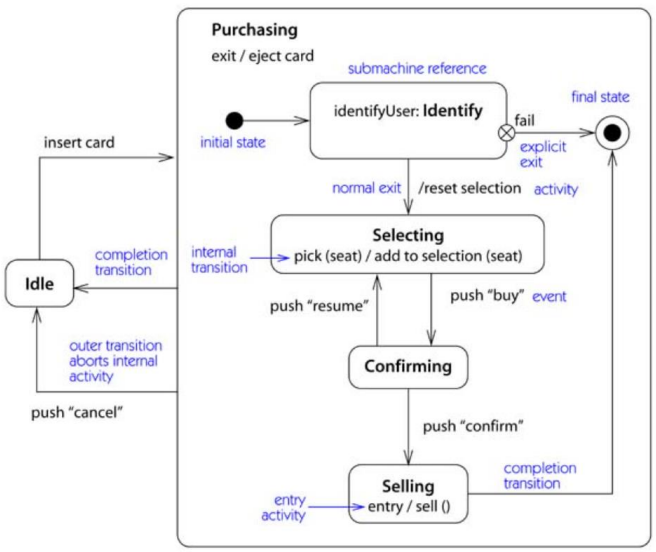 Purchasing
exit / eject card
submachine reference
identifyUser: Identify
final state
fail
initial state
explicit
exit
insert card
normal exit
/reset selection
activity
Selecting
pick (seat) / add to selection (seat)
internal
transition
completion
transition
Idle
push “resume”
push “buy”
event
outer transition
aborts internal
activity
Confirming
push “cancel”
push “confirm”
completion
transition
Selling
entry / sell ()
entry
activity